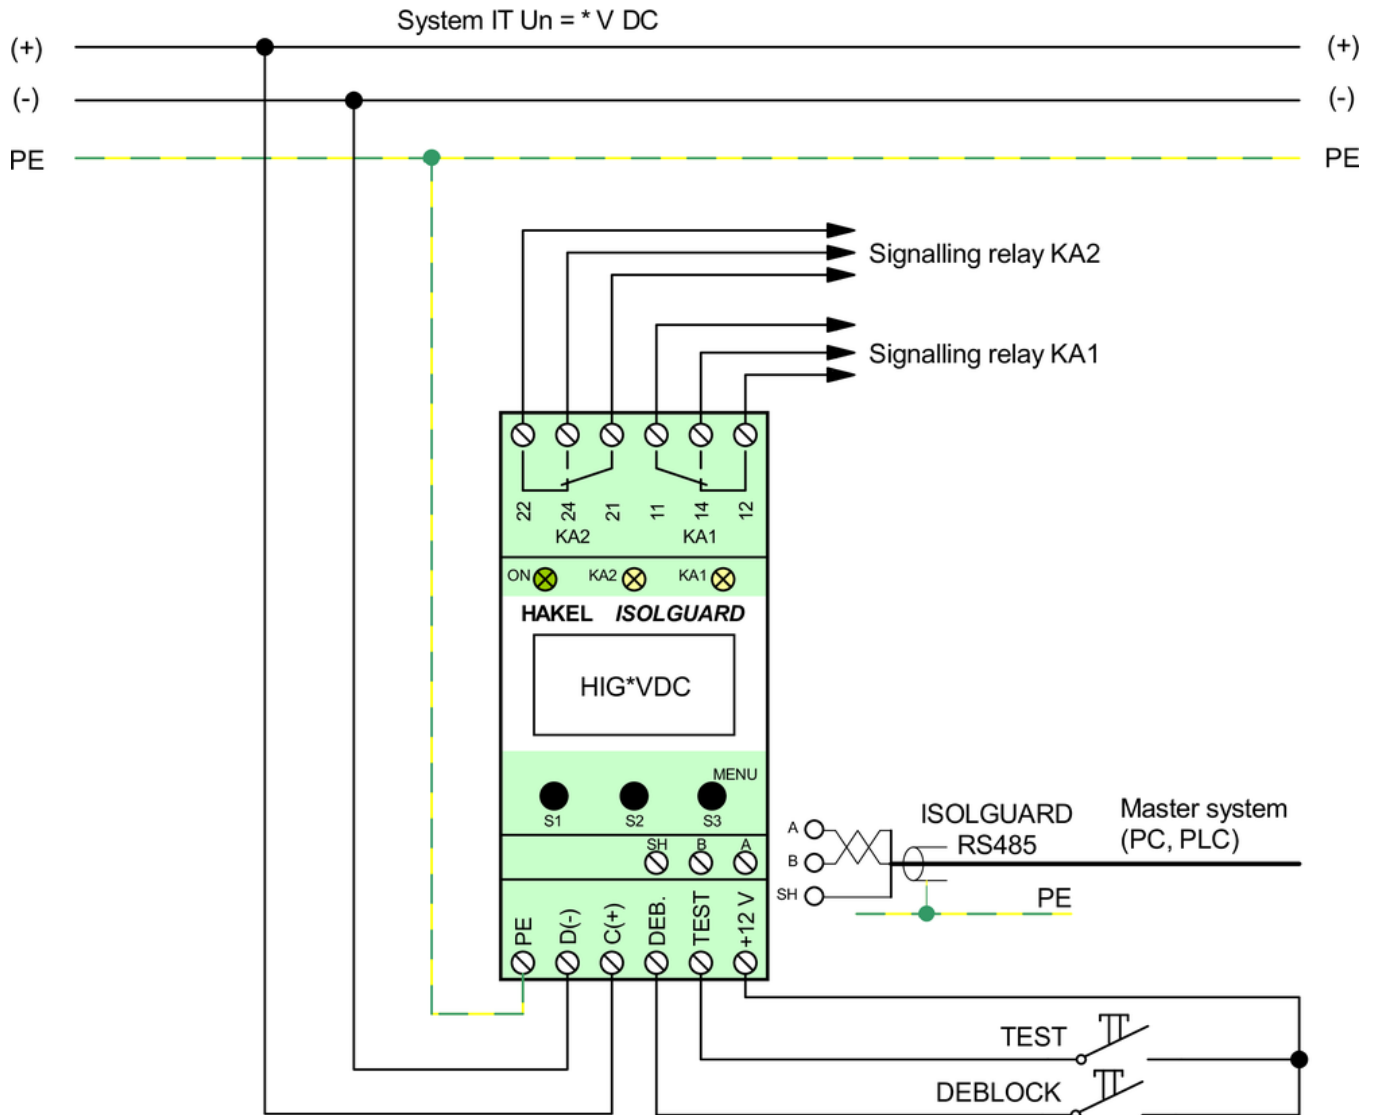 System IT Un = * V DC
(+) (+)
(-) (-)
PE PE
Signalling relay KA2
Signalling relay KA1
22 24 21 11 14 12
KA2 KA1
ON KA2 KA1
HAKEL ISOLGUARD
HIG*VDC
MENU
S1 S2 S3
SH B A
PE D(-) C(+) DEB. TEST +12 V
A
B
SH
ISOLGUARD
RS485
Master system
(PC, PLC)
PE
TEST
DEBLOCK